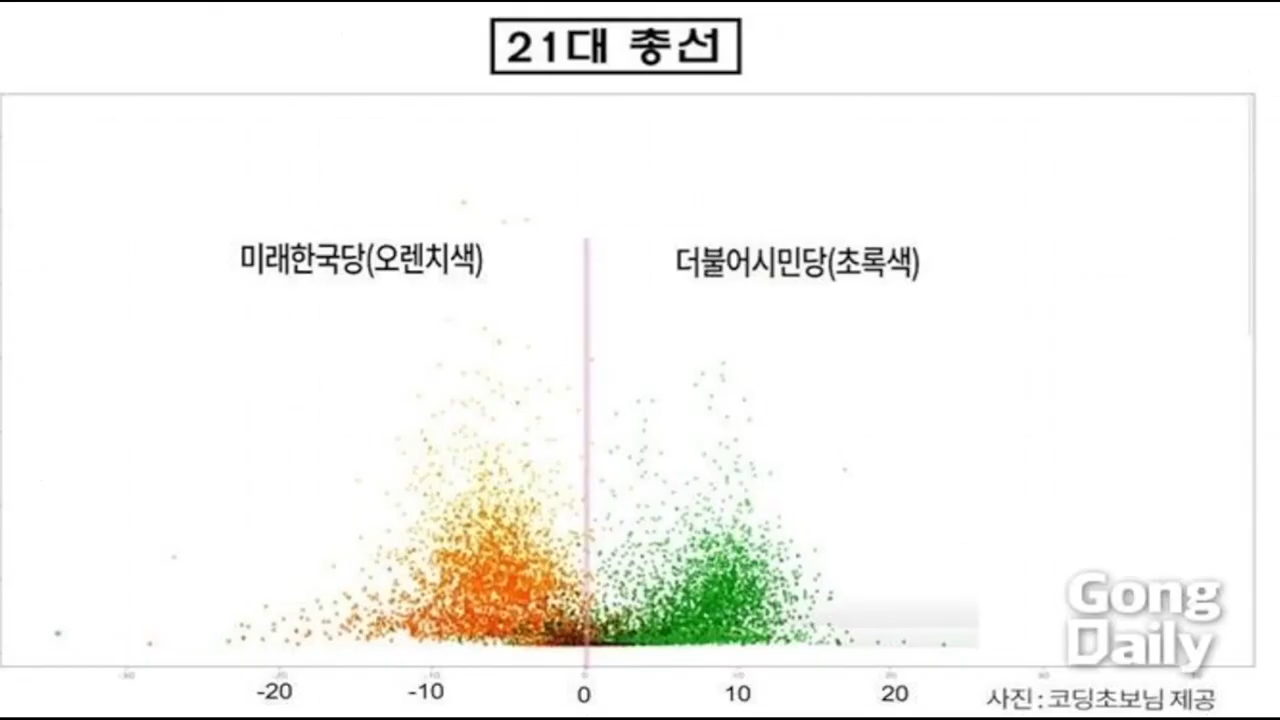 21대 총선
미래한국당(오렌치색)
더불어시민당(초록색)
-20 -10 0 10 20
Gong
Daily
사진 : 코딩초보님 제공